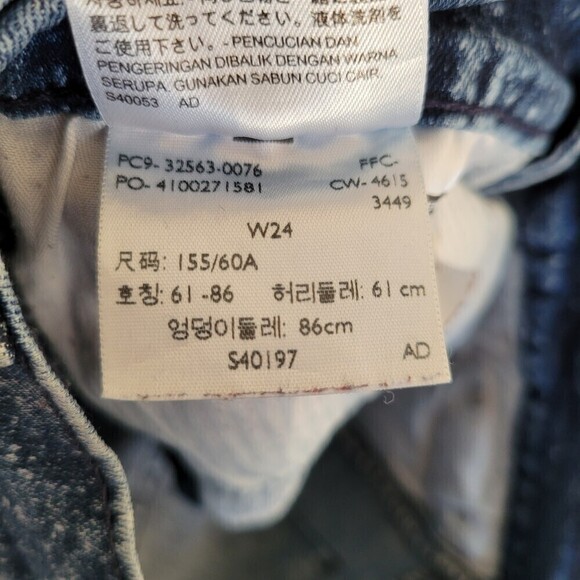 裏返して洗ってください。液体洗剤を
ご使用下さい。- PENCUCIAN DAN
PENGERINGAN DIBALIK DENGAN WARNA
SERUPA. GUNAKAN SABUN CUCI CAIR.
S40053 AD
PC9- 32563-0076 FFC-
PO- 4100271581 CW- 4615
3449
W24
尺码: 155/60A
호칭: 61 -86 허리둘레: 61 cm
엉덩이둘레: 86cm
S40197 AD